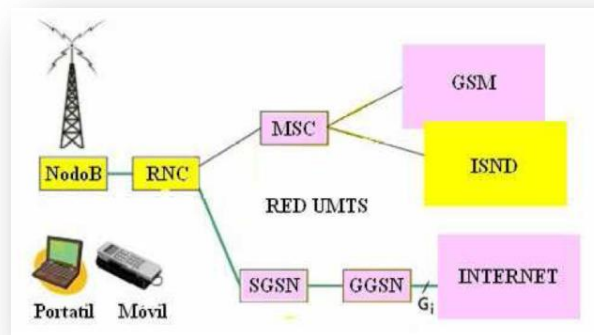 GSM
MSC
ISND
NodoB
RNC
RED UMTS
SGSN
GGSN
Gi
INTERNET
Portatil
Móvil